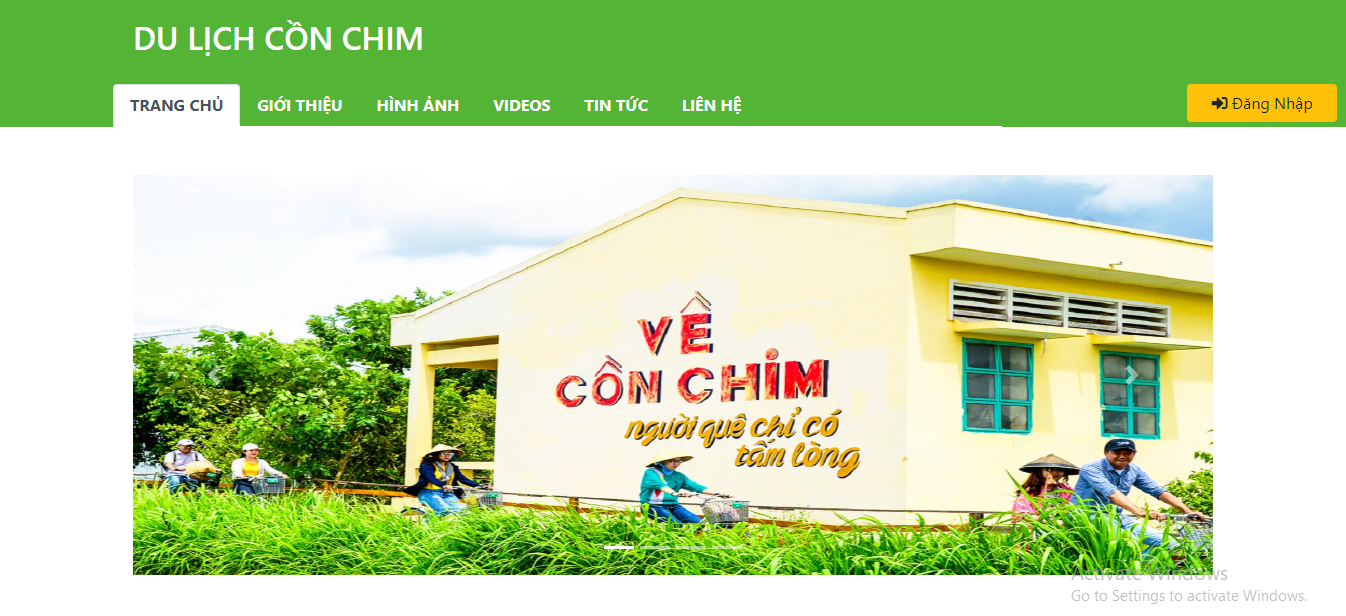 DU LỊCH CỒN CHIM
TRANG CHỦ GIỚI THIỆU HÌNH ẢNH VIDEOS TIN TỨC LIÊN HỆ Đăng Nhập
VỀ
CỒN CHIM
người quê chỉ có
tấm lòng
Activate Windows
Go to Settings to activate Windows.